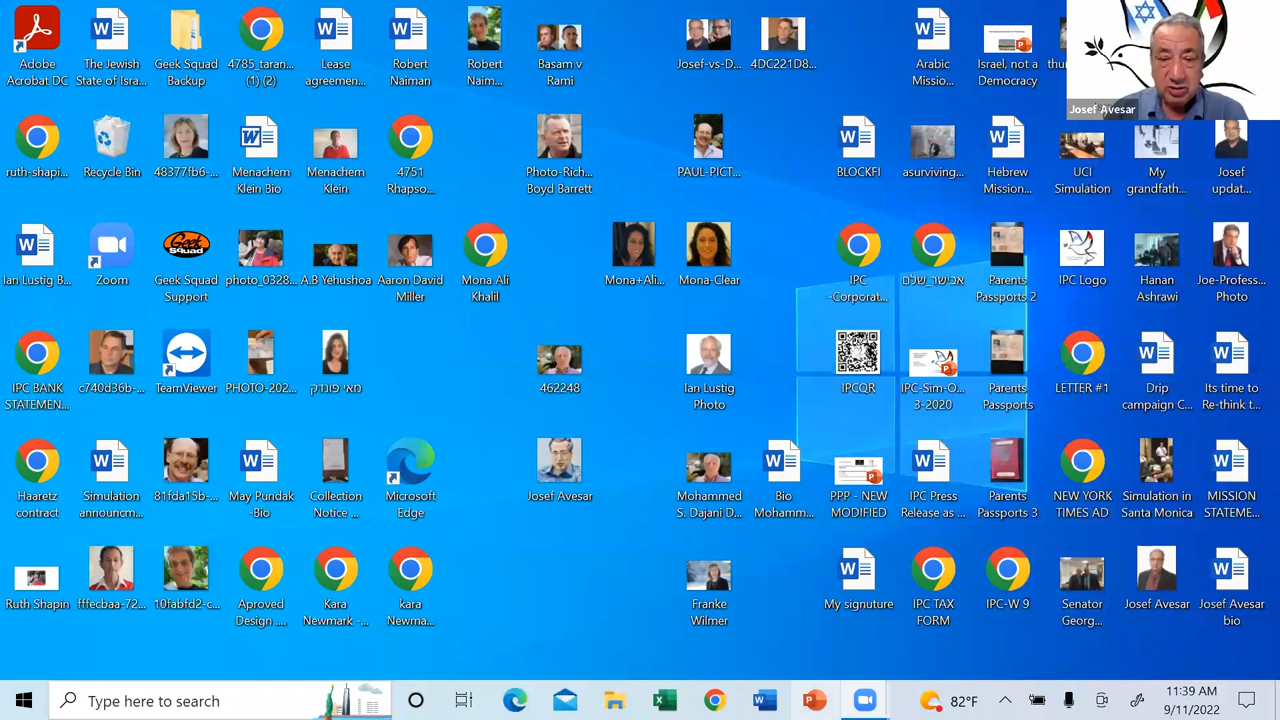 Adobe
Acrobat DC
The Jewish
State of Isra...
Geek Squad
Backup
4785_taran...
(1) (2)
Lease
agreemen...
Robert
Naiman
Robert
Naim...
Basam v
Rami
Josef-vs-D...
4DC221D8...
Arabic
Missio...
Israel, not a
Democracy
Josef Avesar
ruth-shapi...
Recycle Bin
48377fb6-...
Menachem
Klein Bio
Menachem
Klein
4751
Rhapso...
Photo-Rich...
Boyd Barrett
PAUL-PICT...
BLOCKFI
asurviving...
Hebrew
Mission...
UCI
Simulation
My
grandfath...
Josef
updat...
Ian Lustig B...
Zoom
Geek Squad
Geek Squad
Support
photo_0328...
A.B Yehushoa
Aaron David
Miller
Mona Ali
Khalil
Mona+Ali...
Mona-Clear
IPC
-Corporat...
אבישר_שלם
Parents
Passports 2
IPC Logo
Hanan
Ashrawi
Joe-Profess...
Photo
IPC BANK
STATEMEN...
c740d36b-...
TeamViewer
PHOTO-202...
מאי פונדק
462248
Ian Lustig
Photo
IPCQR
IPC-Sim-O...
3-2020
Parents
Passports
LETTER #1
Drip
campaign C...
Its time to
Re-think t...
Haaretz
contract
Simulation
announcm...
81fda15b-...
May Pundak
-Bio
Collection
Notice ...
Microsoft
Edge
Josef Avesar
Mohammed
S. Dajani D...
Bio
Mohamm...
PPP - NEW
MODIFIED
IPC Press
Release as ...
Parents
Passports 3
NEW YORK
TIMES AD
Simulation in
Santa Monica
MISSION
STATEME...
Ruth Shapin
fffecbaa-72...
10fabfd2-c...
Aproved
Design ....
Kara
Newmark -...
kara
Newma...
Franke
Wilmer
My signuture
IPC TAX
FORM
IPC-W 9
Senator
Georg...
Josef Avesar
Josef Avesar
bio
Type here to search
82°F
11:39 AM
9/11/2022